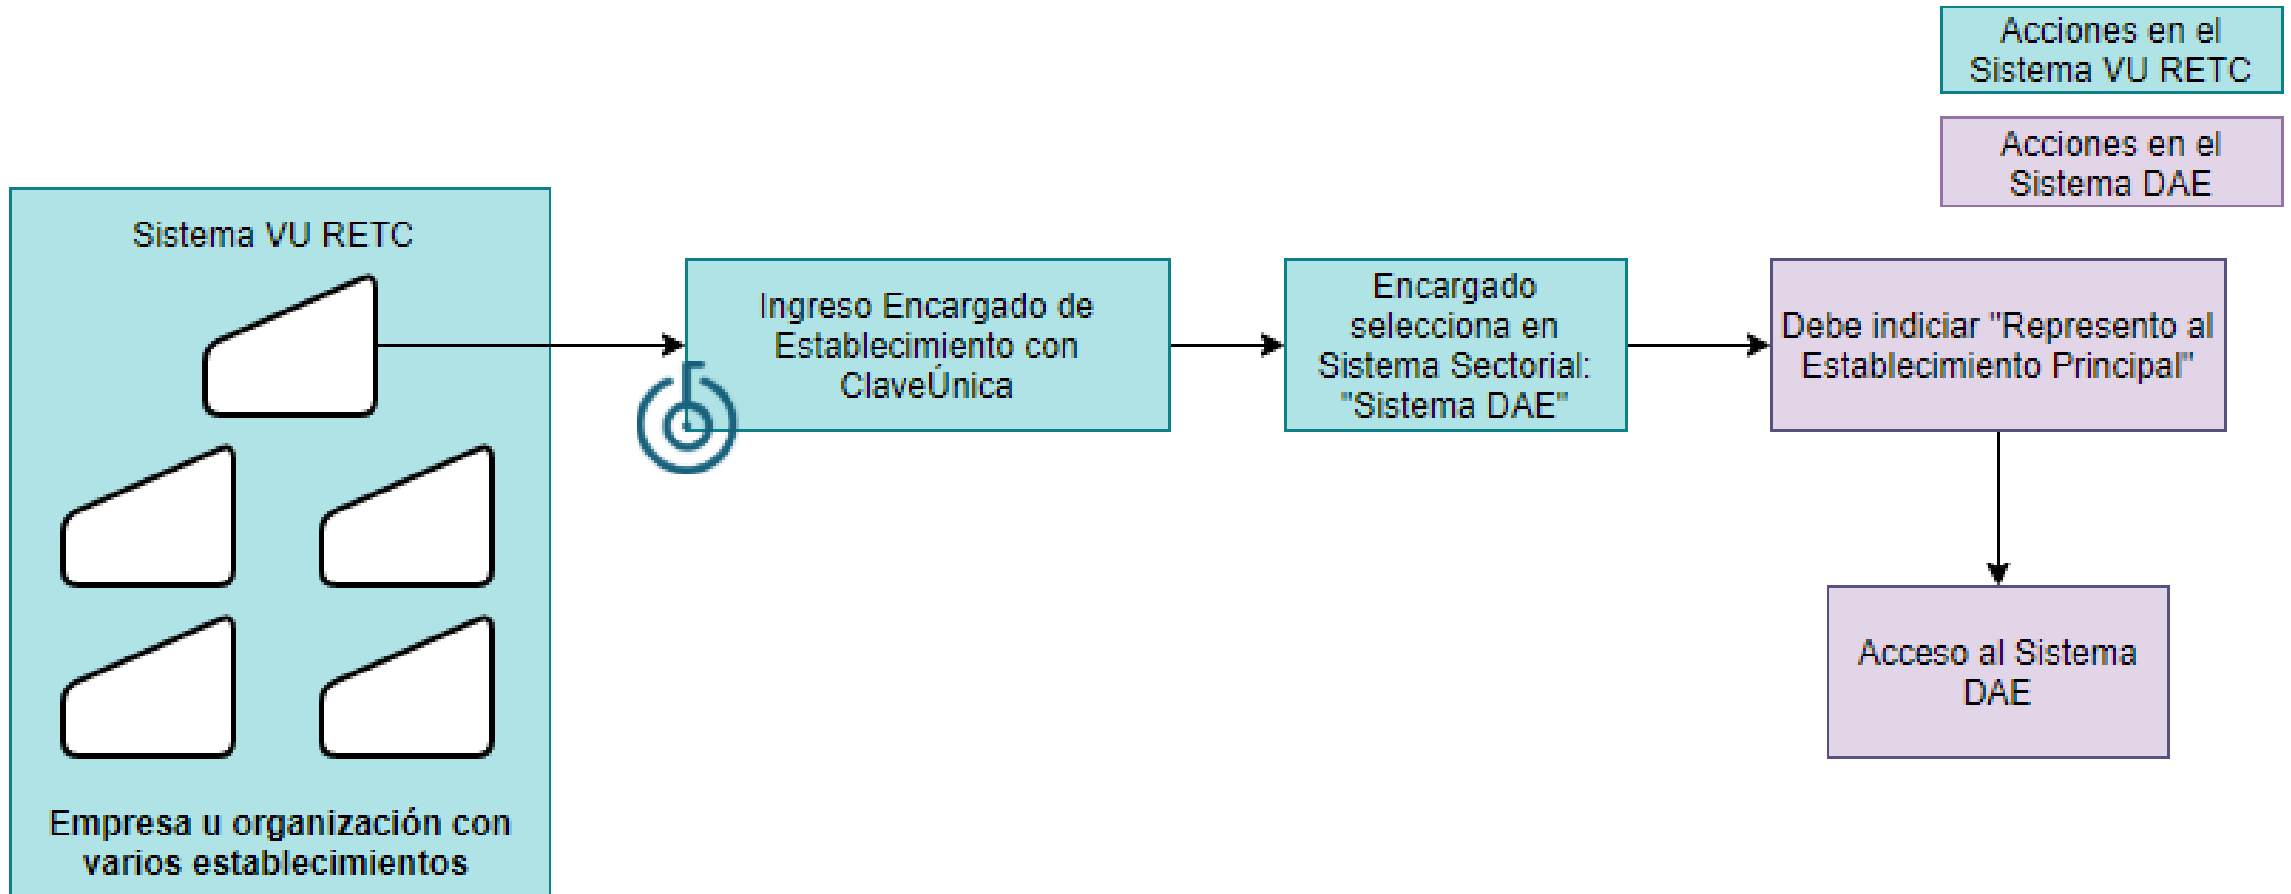 Acciones en el
Sistema VU RETC
Acciones en el
Sistema DAE
Sistema VU RETC
Empresa u organización con
varios establecimientos
Ingreso Encargado de
Establecimiento con
ClaveÚnica
Encargado
selecciona en
Sistema Sectorial:
"Sistema DAE"
Debe indiciar "Represento al
Establecimiento Principal"
Acceso al Sistema
DAE